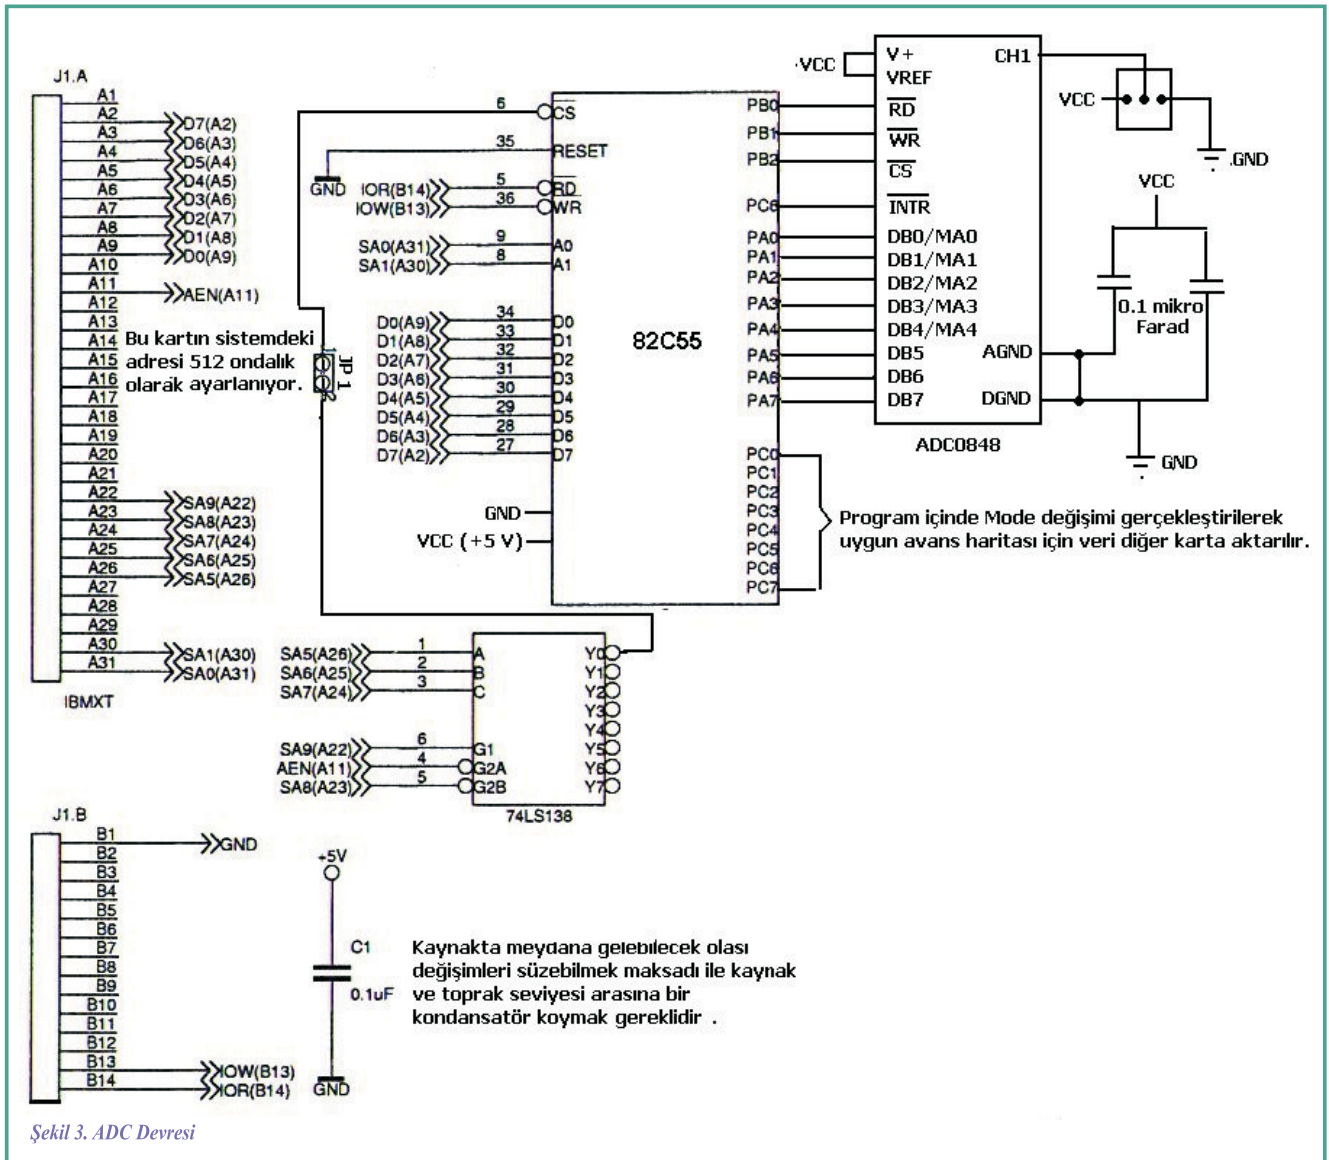 J1.A
A1
A2
A3
A4
A5
A6
A7
A8
A9
A10
A11
A12
A13
A14
A15
A16
A17
A18
A19
A20
A21
A22
A23
A24
A25
A26
A27
A28
A29
A30
A31
D7(A2)
D6(A3)
D5(A4)
D4(A5)
D3(A6)
D2(A7)
D1(A8)
D0(A9)
AEN(A11)
SA9(A22)
SA8(A23)
SA7(A24)
SA6(A25)
SA5(A26)
SA1(A30)
SA0(A31)
IBMXT
Bu kartın sistemdeki
adresi 512 ondalık
olarak ayarlanıyor.
JP 1
1
2
6
CS
35
RESET
GND
IOR(B14)
5
RD
IOW(B13)
36
WR
SA0(A31)
9
A0
SA1(A30)
8
A1
D0(A9)
34
D0
D1(A8)
33
D1
D2(A7)
32
D2
D3(A6)
31
D3
D4(A5)
30
D4
D5(A4)
29
D5
D6(A3)
28
D6
D7(A2)
27
D7
GND
VCC (+5 V)
82C55
PB0
PB1
PB2
PC6
PA0
PA1
PA2
PA3
PA4
PA5
PA6
PA7
PC0
PC1
PC2
PC3
PC4
PC5
PC6
PC7
VCC
V+
VREF
RD
WR
CS
INTR
DB0/MA0
DB1/MA1
DB2/MA2
DB3/MA3
DB4/MA4
DB5
DB6
DB7
CH1
AGND
DGND
ADC0848
VCC
GND
VCC
0.1 mikro
Farad
GND
Program içinde Mode değişimi gerçekleştirilerek
uygun avans haritası için veri diğer karta aktarılır.
SA5(A26)
1
A
SA6(A25)
2
B
SA7(A24)
3
C
SA9(A22)
6
G1
AEN(A11)
4
G2A
SA8(A23)
5
G2B
Y0
Y1
Y2
Y3
Y4
Y5
Y6
Y7
74LS138
J1.B
B1
B2
B3
B4
B5
B6
B7
B8
B9
B10
B11
B12
B13
B14
GND
IOW(B13)
IOR(B14)
+5V
C1
0.1uF
GND
Kaynakta meydana gelebilecek olası
değişimleri süzebilmek maksadı ile kaynak
ve toprak seviyesi arasına bir
kondansatör koymak gereklidir .
Şekil 3. ADC Devresi